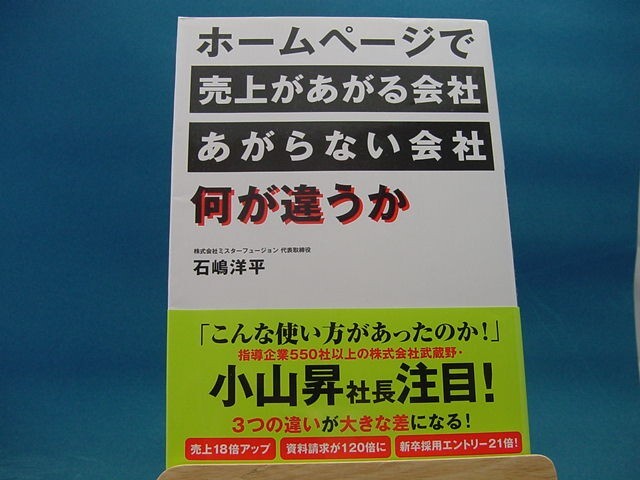 ホームページで
売上があがる会社
あがらない会社
何が違うか
株式会社ミスターフュージョン 代表取締役
石嶋洋平
「こんな使い方があったのか!」
指導企業550社以上の株式会社武蔵野・
小山昇社長注目!
3つの違いが大きな差になる!
売上18倍アップ 資料請求が120倍に 新卒採用エントリー21倍!